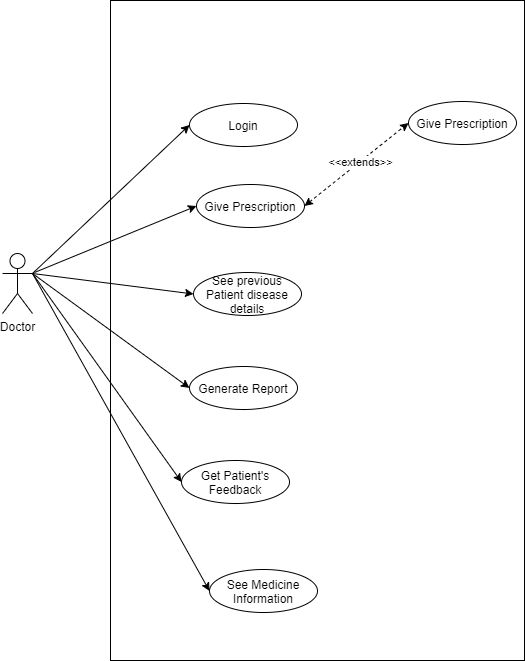 Give Prescription
Login
<<extends>>
Give Prescription
See previous
Patient disease
details
Doctor
Generate Report
Get Patient's
Feedback
See Medicine
Information